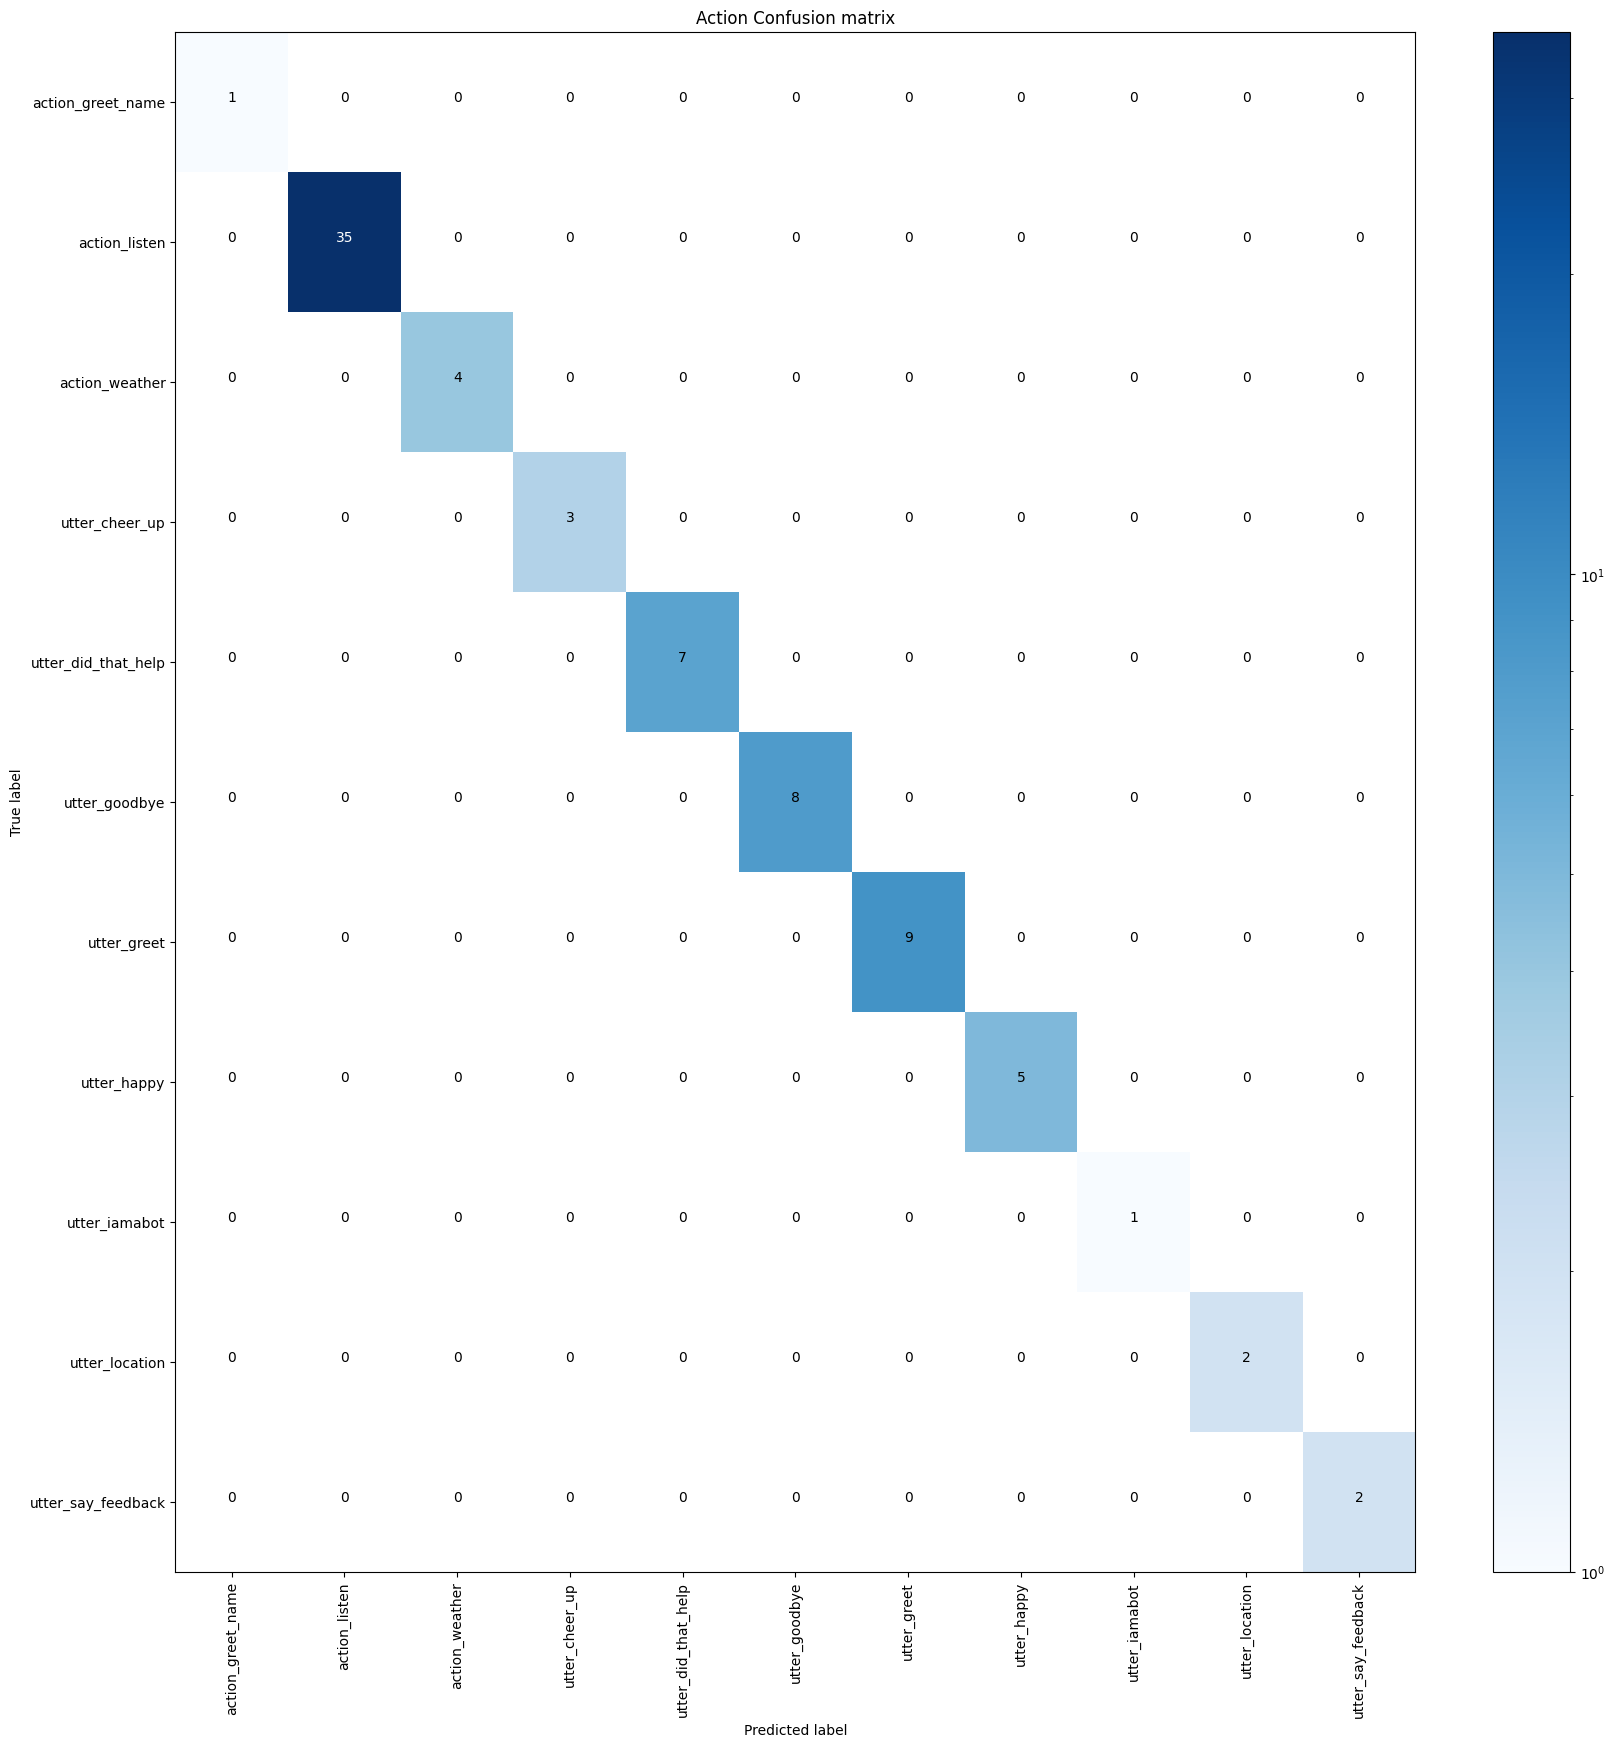 Action Confusion matrix
action_greet_name 1 0 0 0 0 0 0 0 0 0 0
action_listen 0 35 0 0 0 0 0 0 0 0 0
action_weather 0 0 4 0 0 0 0 0 0 0 0
utter_cheer_up 0 0 0 3 0 0 0 0 0 0 0
utter_did_that_help 0 0 0 0 7 0 0 0 0 0 0
utter_goodbye 0 0 0 0 0 8 0 0 0 0 0
utter_greet 0 0 0 0 0 0 9 0 0 0 0
utter_happy 0 0 0 0 0 0 0 5 0 0 0
utter_iamabot 0 0 0 0 0 0 0 0 1 0 0
utter_location 0 0 0 0 0 0 0 0 0 2 0
utter_say_feedback 0 0 0 0 0 0 0 0 0 0 2
True label
action_greet_name
action_listen
action_weather
utter_cheer_up
utter_did_that_help
utter_goodbye
utter_greet
utter_happy
utter_iamabot
utter_location
utter_say_feedback
Predicted label
10¹
10⁰